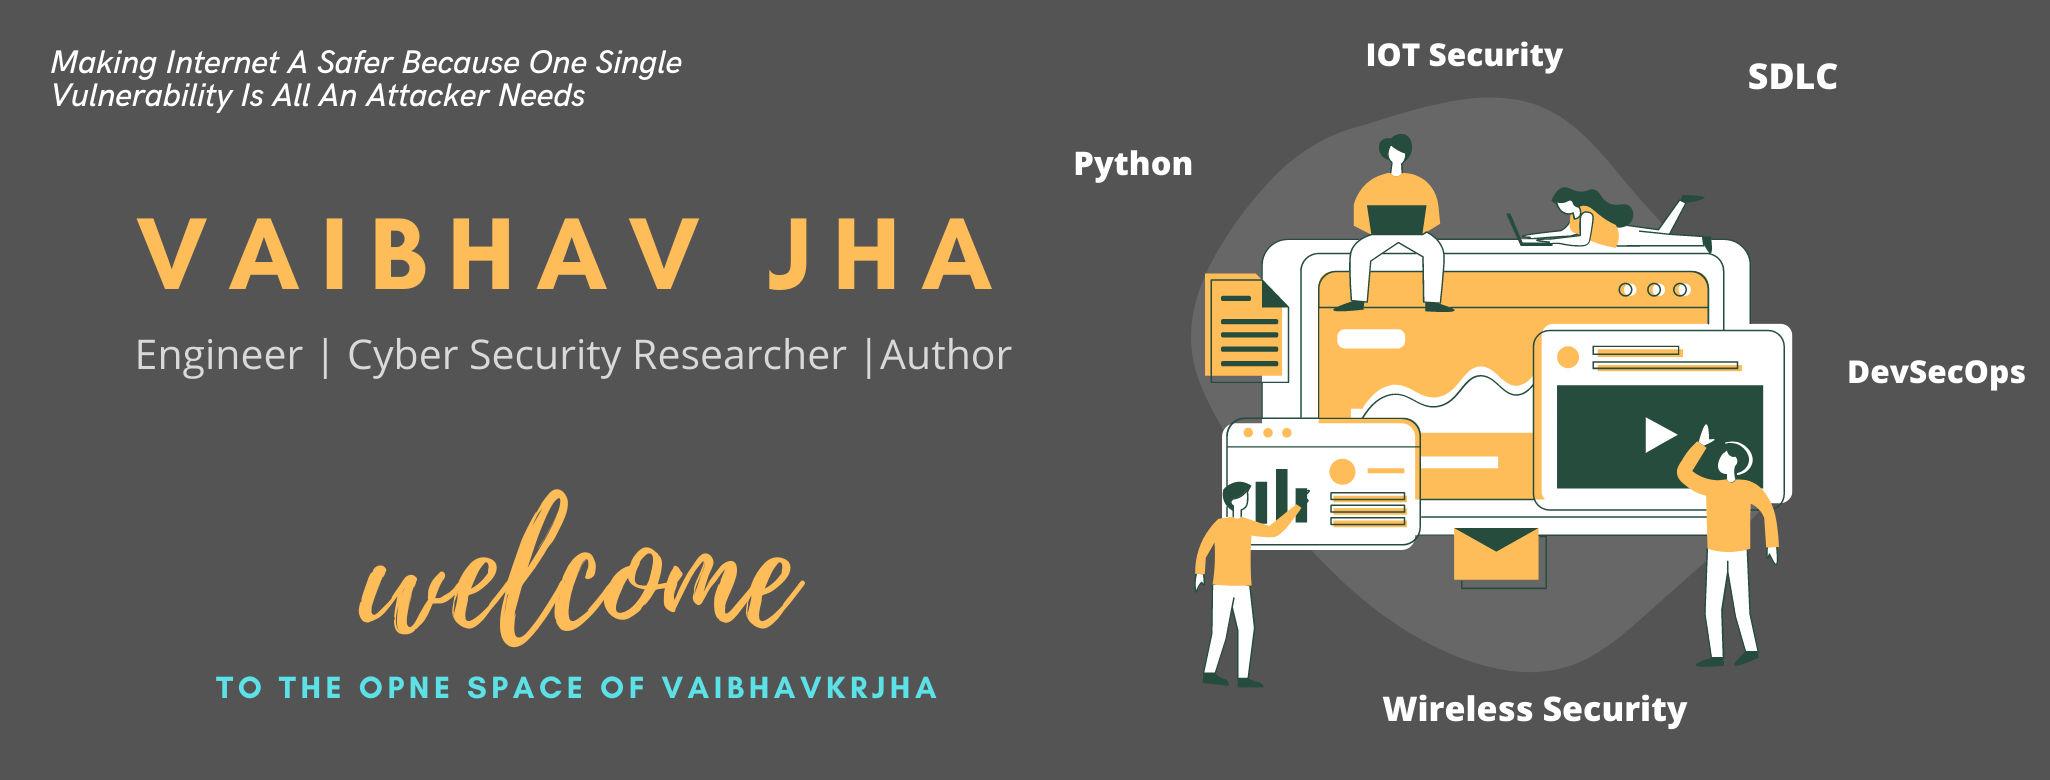 Making Internet A Safer Because One Single
Vulnerability Is All An Attacker Needs
VAIBHAV JHA
Engineer | Cyber Security Researcher |Author
welcome
TO THE OPNE SPACE OF VAIBHAVKRJHA
IOT Security
SDLC
Python
DevSecOps
Wireless Security